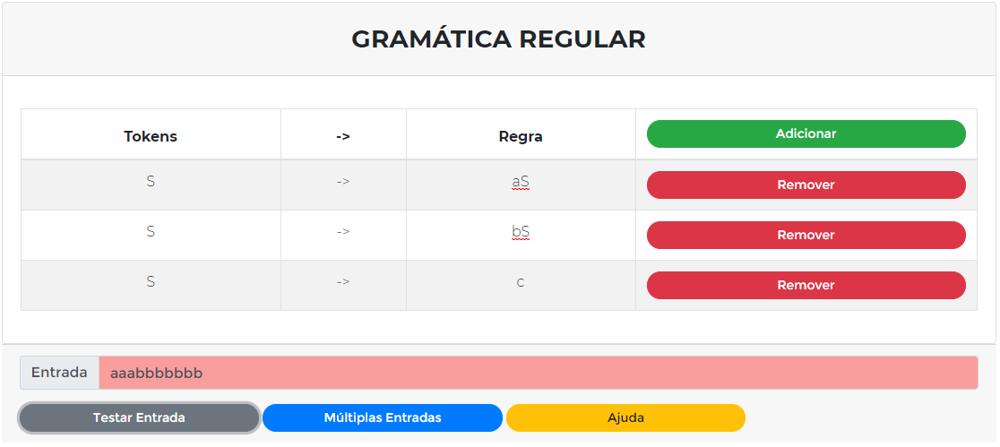 GRAMÁTICA REGULAR
Tokens -> Regra Adicionar
S -> aS Remover
S -> bS Remover
S -> c Remover
Entrada aaabbbbbbb
Testar Entrada Múltiplas Entradas Ajuda